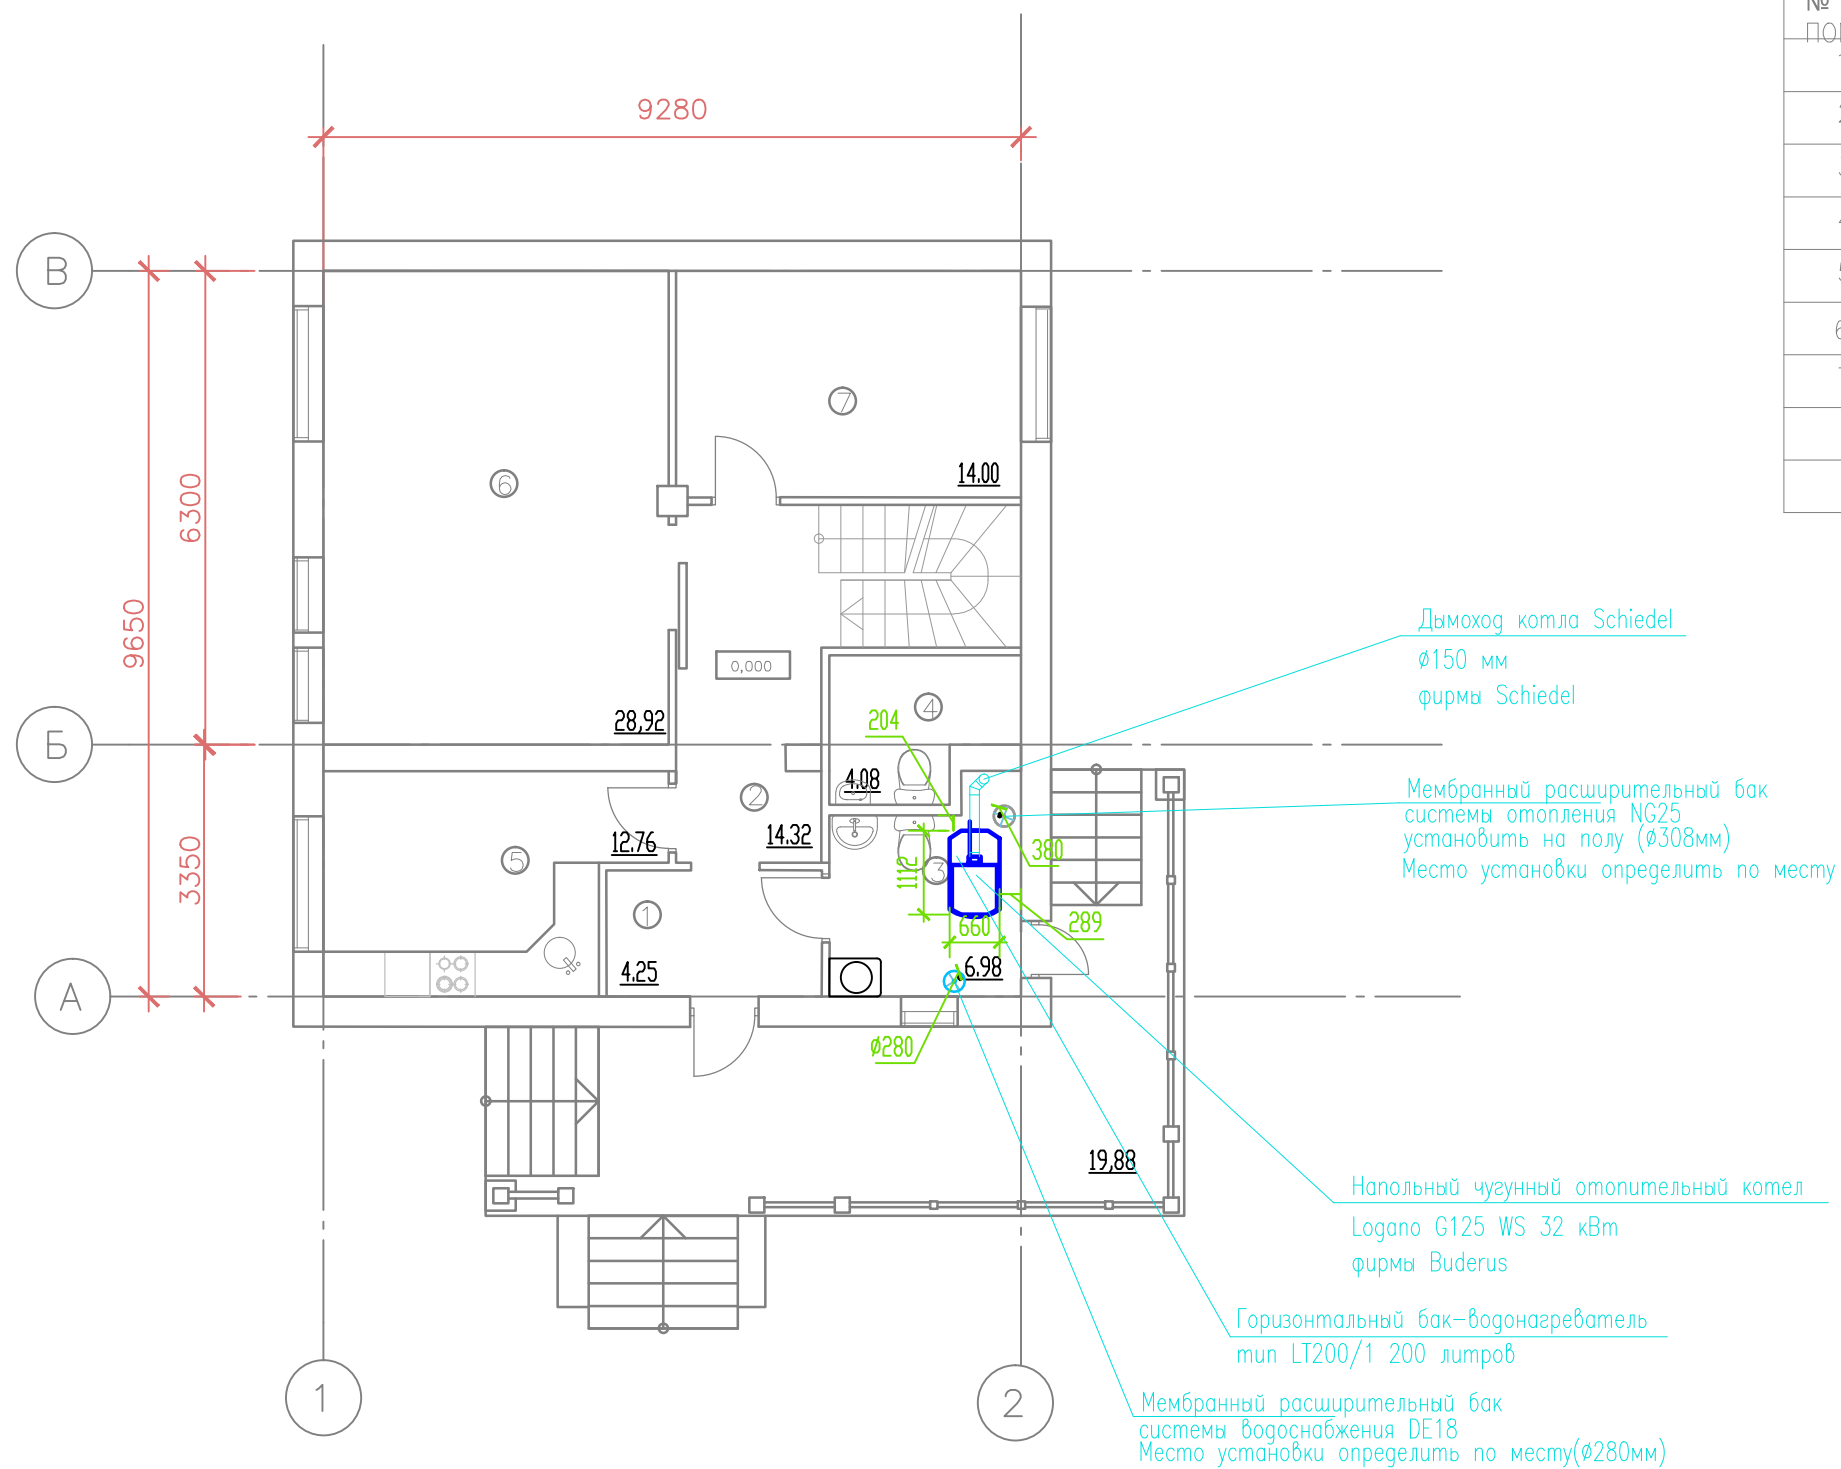 №
9280
В
7
14.00
6
6300
9650
Дымоход котла Schiedel
ø150 мм
фирмы Schiedel
0,000
28,92
4
204
Б
4.08
Мембранный расширительный бак
системы отопления NG25
установить на полу (ø308мм)
Место установки определить по месту
2
14.32
12.76
5
3350
1112
3
380
1
660
289
4.25
6.98
А
ø280
19,88
Напольный чугунный отопительный котел
Logano G125 WS 32 кВт
фирмы Buderus
Горизонтальный бак-водонагреватель
тип LT200/1 200 литров
1
2
Мембранный расширительный бак
системы водоснабжения DE18
Место установки определить по месту(ø280мм)